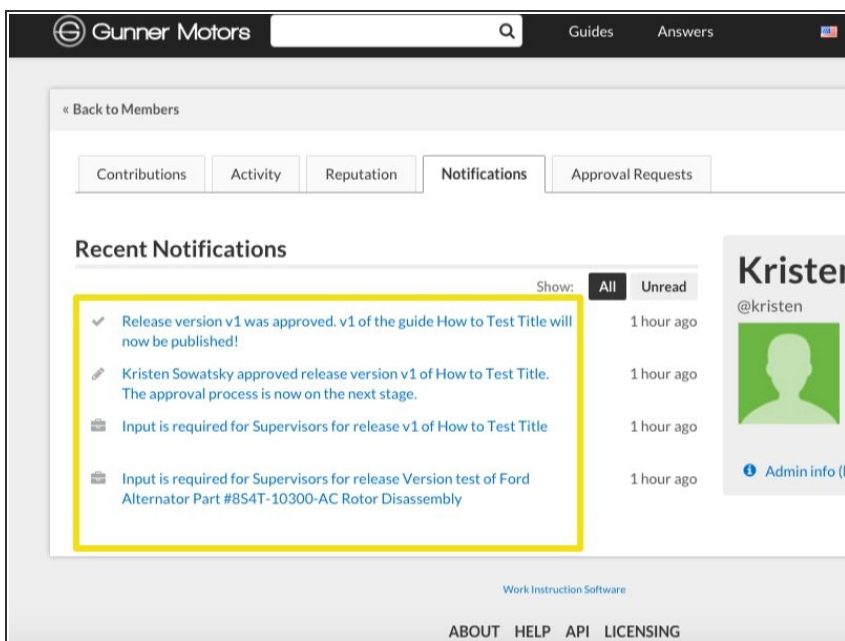 Gunner Motors
Guides
Answers
« Back to Members
Contributions
Activity
Reputation
Notifications
Approval Requests
Recent Notifications
Show:
All
Unread
Release version v1 was approved. v1 of the guide How to Test Title will
now be published!
1 hour ago
Kristen Sowatsky approved release version v1 of How to Test Title.
The approval process is now on the next stage.
1 hour ago
Input is required for Supervisors for release v1 of How to Test Title
1 hour ago
Input is required for Supervisors for release Version test of Ford
Alternator Part #8S4T-10300-AC Rotor Disassembly
1 hour ago
Kristen
@kristen
Admin info (
Work Instruction Software
ABOUT HELP API LICENSING